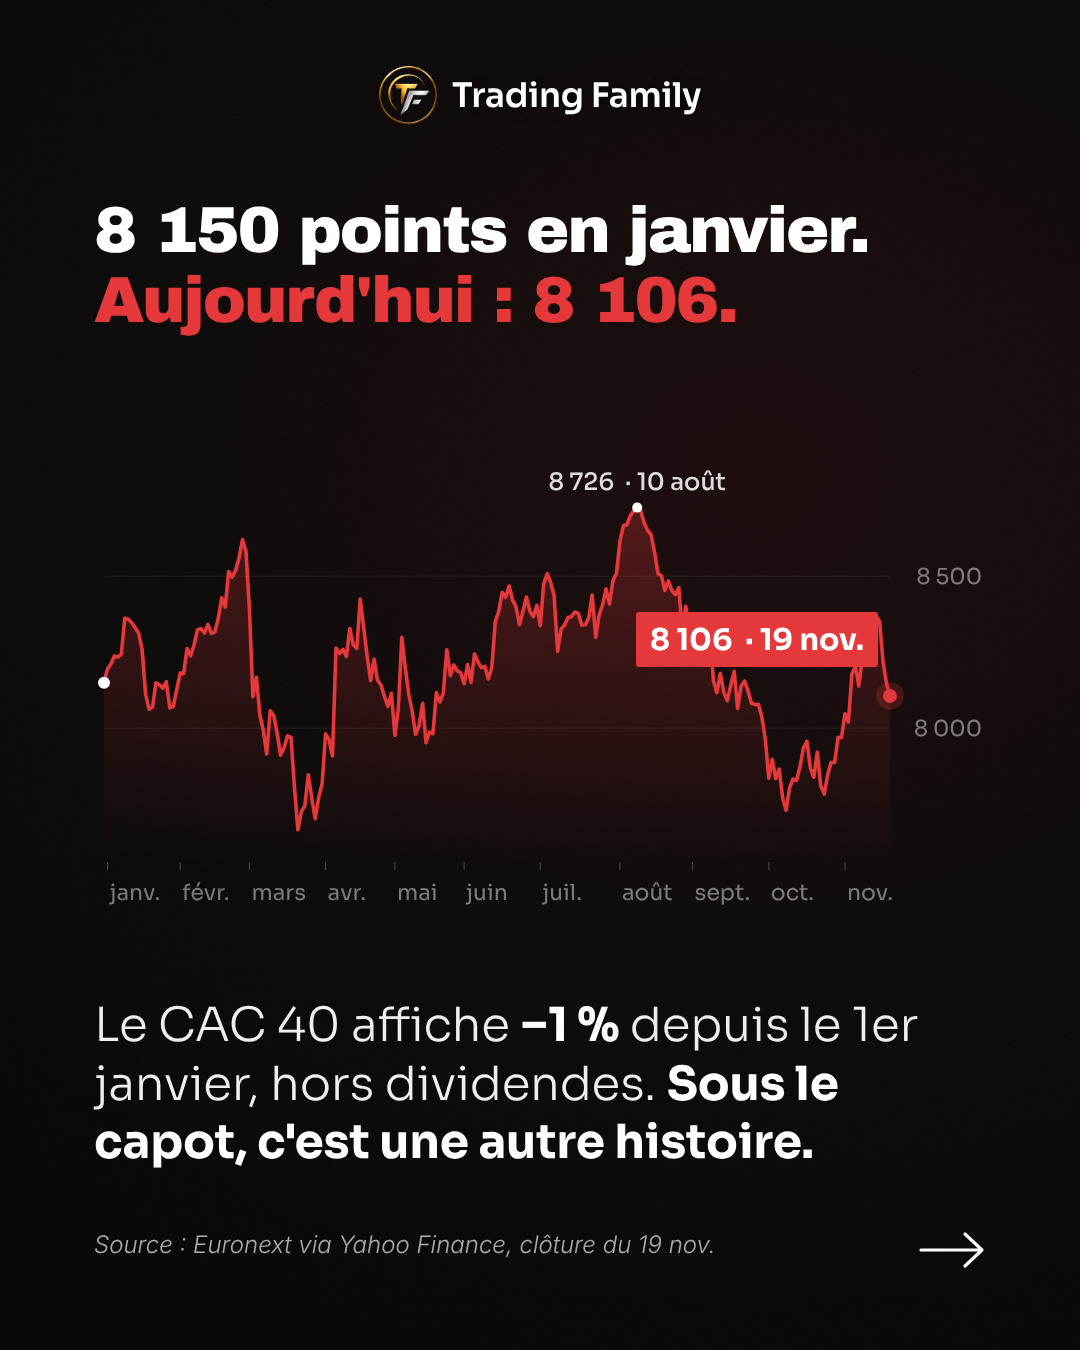 Trading Family
8 150 points en janvier.
Aujourd'hui : 8 106.
8 726 · 10 août
8 500
8 106 · 19 nov.
8 000
janv. févr. mars avr. mai juin juil. août sept. oct. nov.
Le CAC 40 affiche −1 % depuis le 1er
janvier, hors dividendes. Sous le
capot, c'est une autre histoire.
Source : Euronext via Yahoo Finance, clôture du 19 nov.